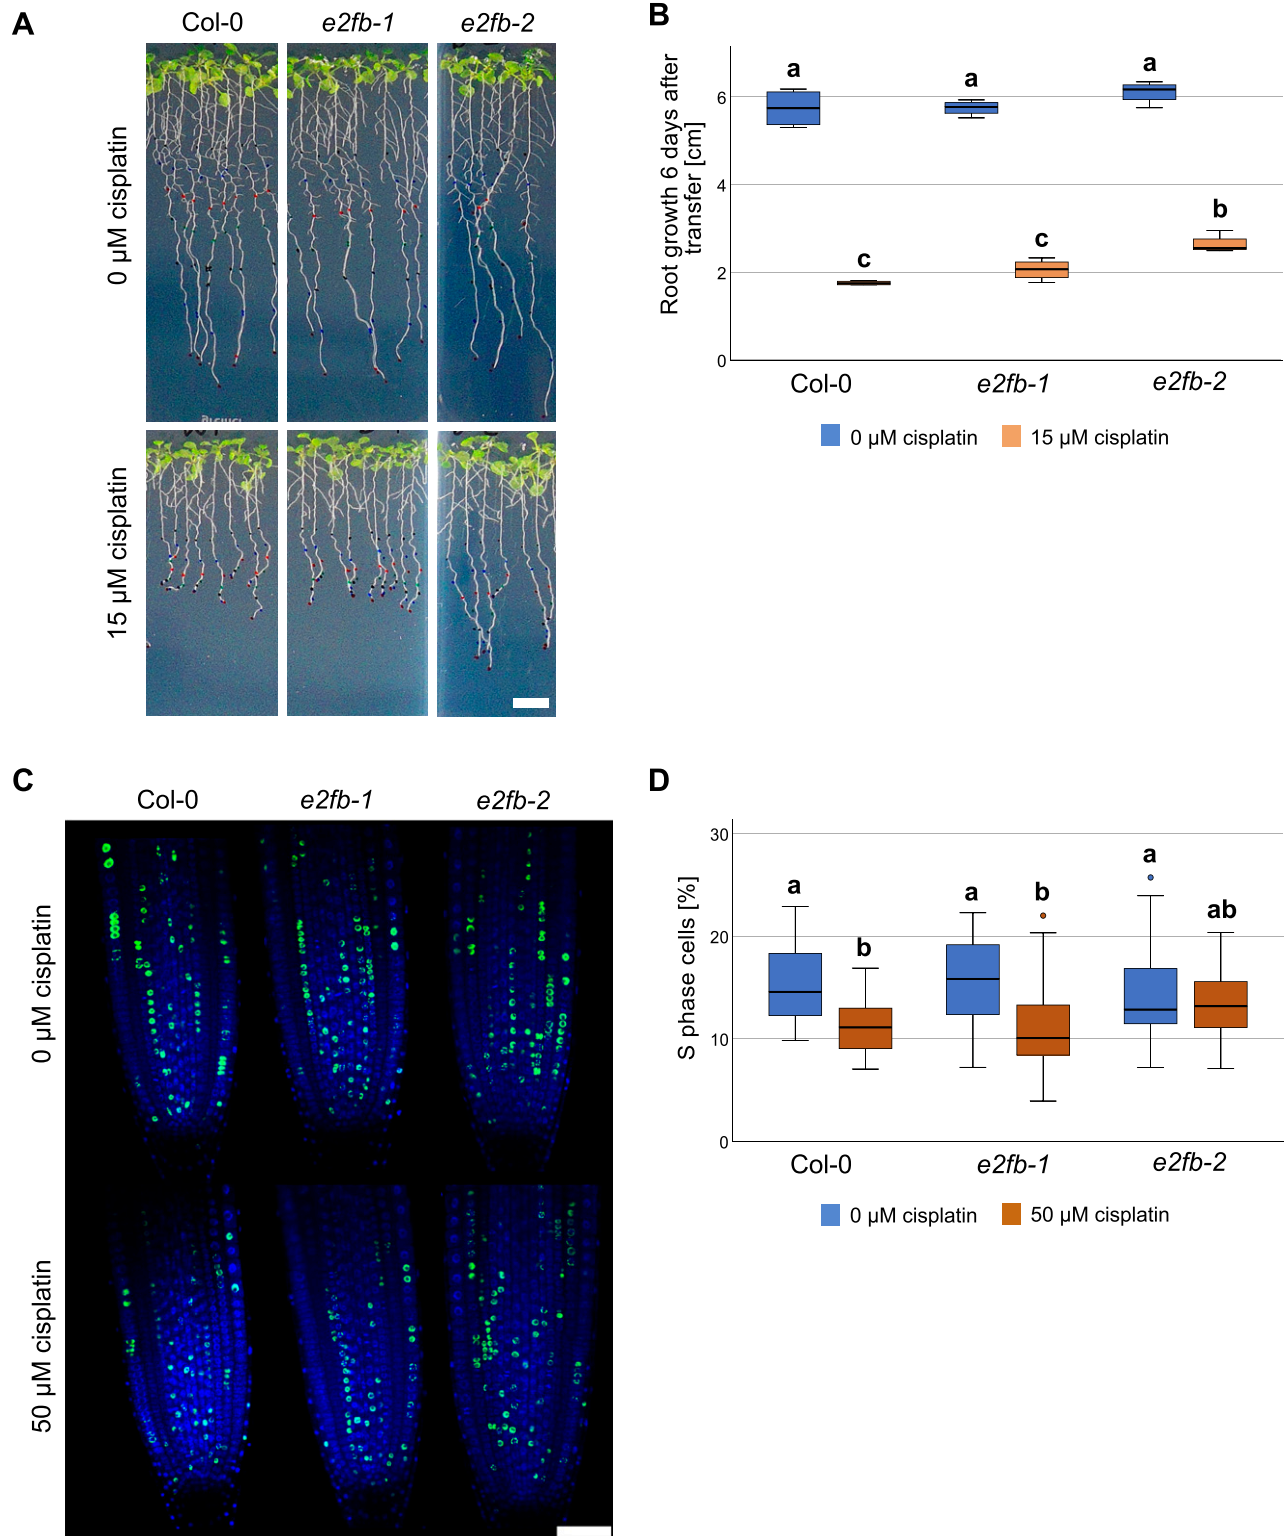 A
Col-0
e2fb-1
e2fb-2
0 µM cisplatin
15 µM cisplatin
B
Root growth 6 days after
transfer [cm]
6
4
2
0
a
a
a
c
c
b
Col-0
e2fb-1
e2fb-2
0 µM cisplatin
15 µM cisplatin
C
Col-0
e2fb-1
e2fb-2
0 µM cisplatin
50 µM cisplatin
D
S phase cells [%]
30
20
10
0
a
b
a
b
a
ab
Col-0
e2fb-1
e2fb-2
0 µM cisplatin
50 µM cisplatin